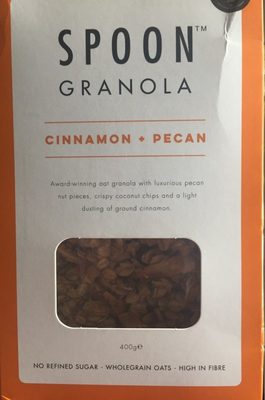 SPOON™
GRANOLA
CINNAMON + PECAN
Award-winning oat granola with luxurious pecan
nut pieces, crispy coconut chips and a light
dusting of ground cinnamon.
400g℮
NO REFINED SUGAR · WHOLEGRAIN OATS · HIGH IN FIBRE